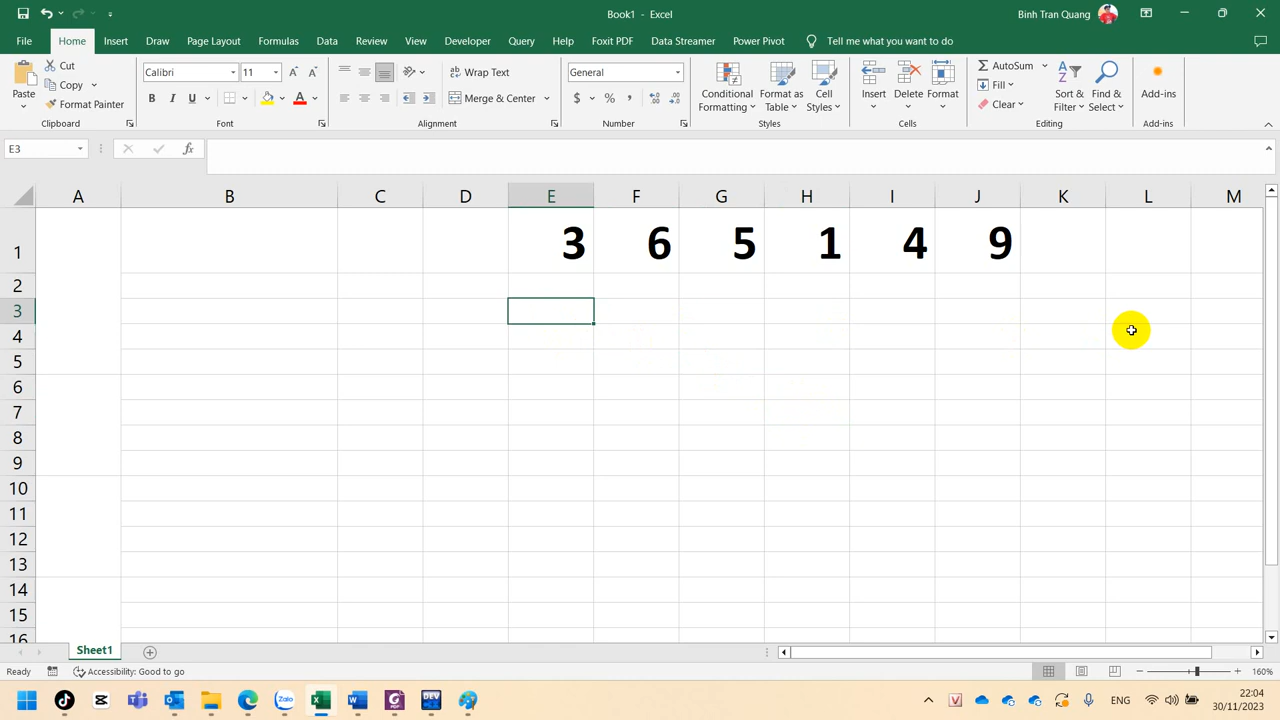 Book1 - Excel
Binh Tran Quang
File Home Insert Draw Page Layout Formulas Data Review View Developer Query Help Foxit PDF Data Streamer Power Pivot Tell me what you want to do
Paste
Cut
Copy
Format Painter
Clipboard
Calibri 11
B I U
A A
Font
Wrap Text
Merge & Center
Alignment
General
$ % ,
Number
Conditional Formatting
Format as Table
Cell Styles
Styles
Insert
Delete
Format
Cells
AutoSum
Fill
Clear
Sort & Filter
Find & Select
Editing
Add-ins
Add-ins
E3 fx
A B C D E F G H I J K L M
1 3 6 5 1 4 9
2
3
4
5
6
7
8
9
10
11
12
13
14
15
16
Sheet1
Ready Accessibility: Good to go 160%
Zalo DEV ENG 22:04
30/11/2023